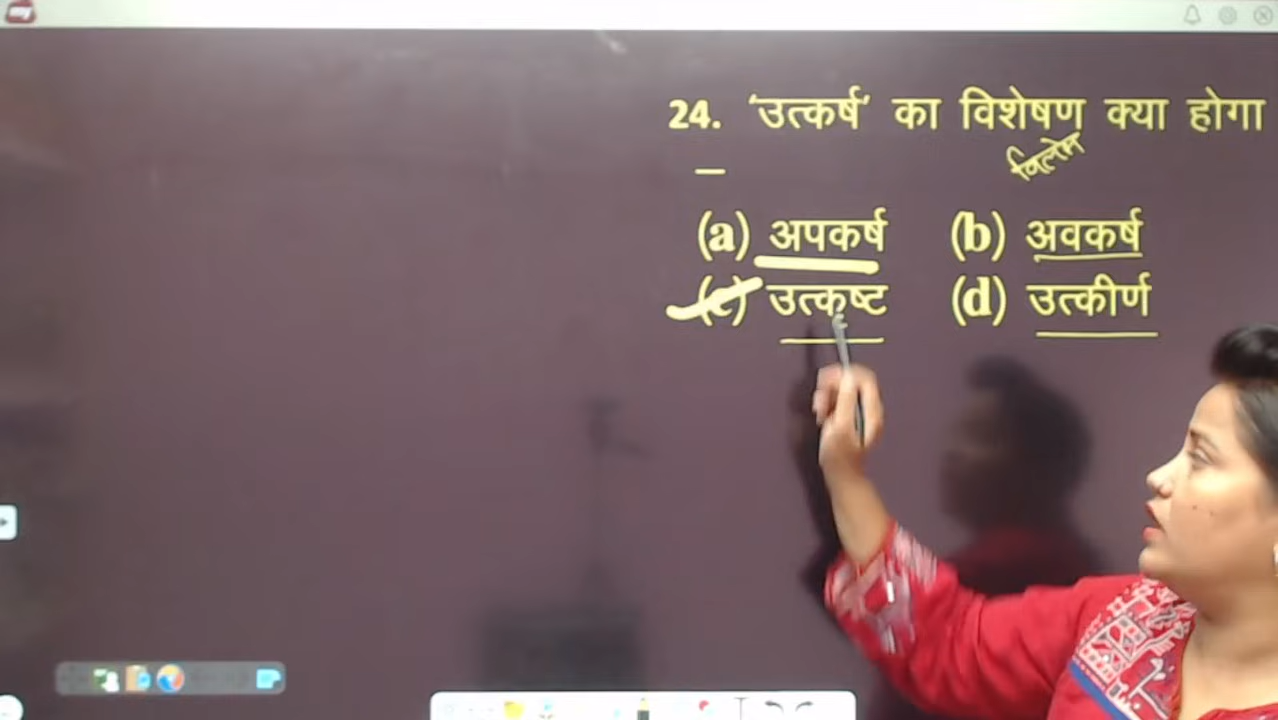 24. ‘उत्कर्ष’ का विशेषण क्या होगा
विलोम
–
(a) अपकर्ष (b) अवकर्ष
(c) उत्कृष्ट (d) उत्कीर्ण